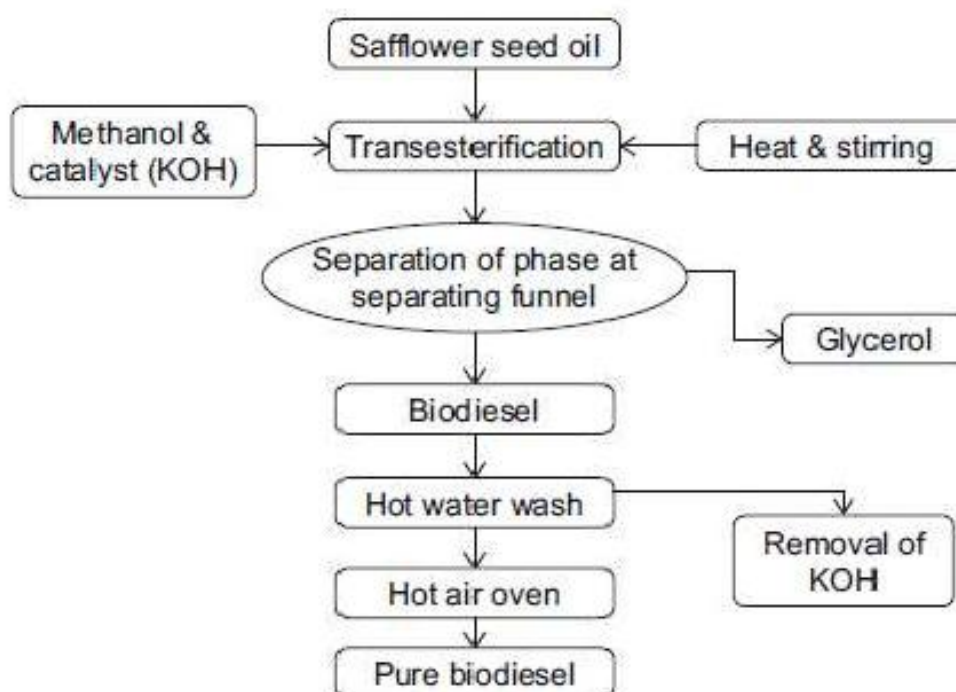 Safflower seed oil
Methanol &
catalyst (KOH)
Transesterification
Heat & stirring
Separation of phase at
separating funnel
Glycerol
Biodiesel
Hot water wash
Removal of
KOH
Hot air oven
Pure biodiesel